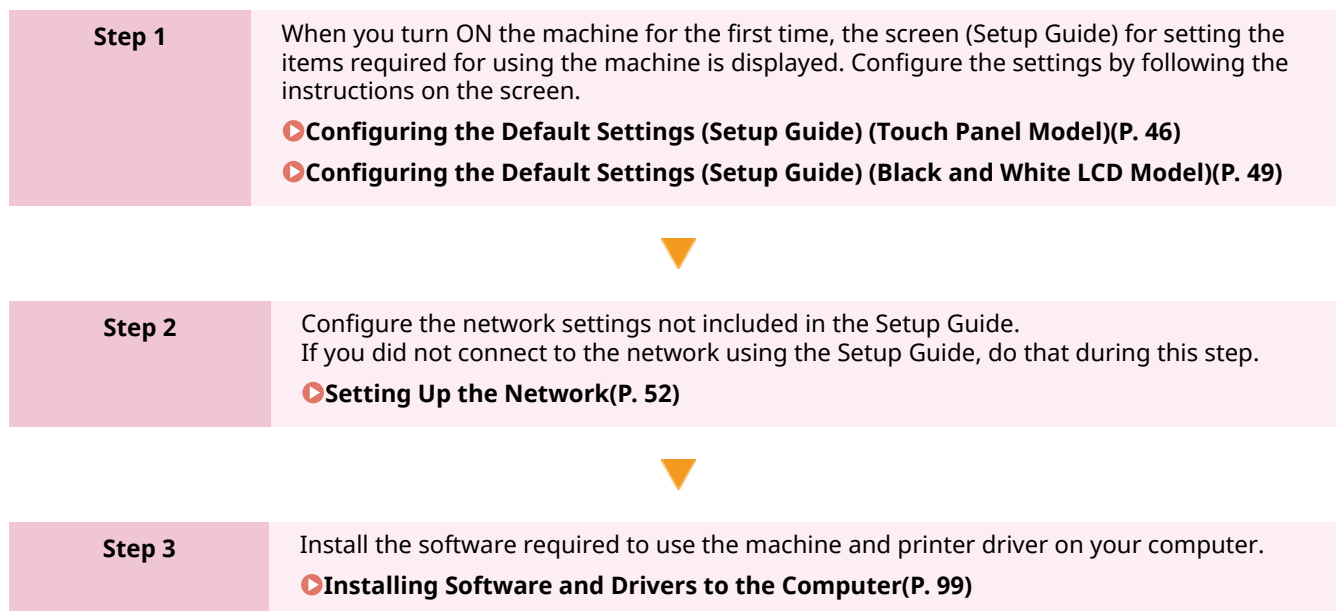 Step 1
When you turn ON the machine for the first time, the screen (Setup Guide) for setting the
items required for using the machine is displayed. Configure the settings by following the
instructions on the screen.
Configuring the Default Settings (Setup Guide) (Touch Panel Model)(P. 46)
Configuring the Default Settings (Setup Guide) (Black and White LCD Model)(P. 49)
Step 2
Configure the network settings not included in the Setup Guide.
If you did not connect to the network using the Setup Guide, do that during this step.
Setting Up the Network(P. 52)
Step 3
Install the software required to use the machine and printer driver on your computer.
Installing Software and Drivers to the Computer(P. 99)